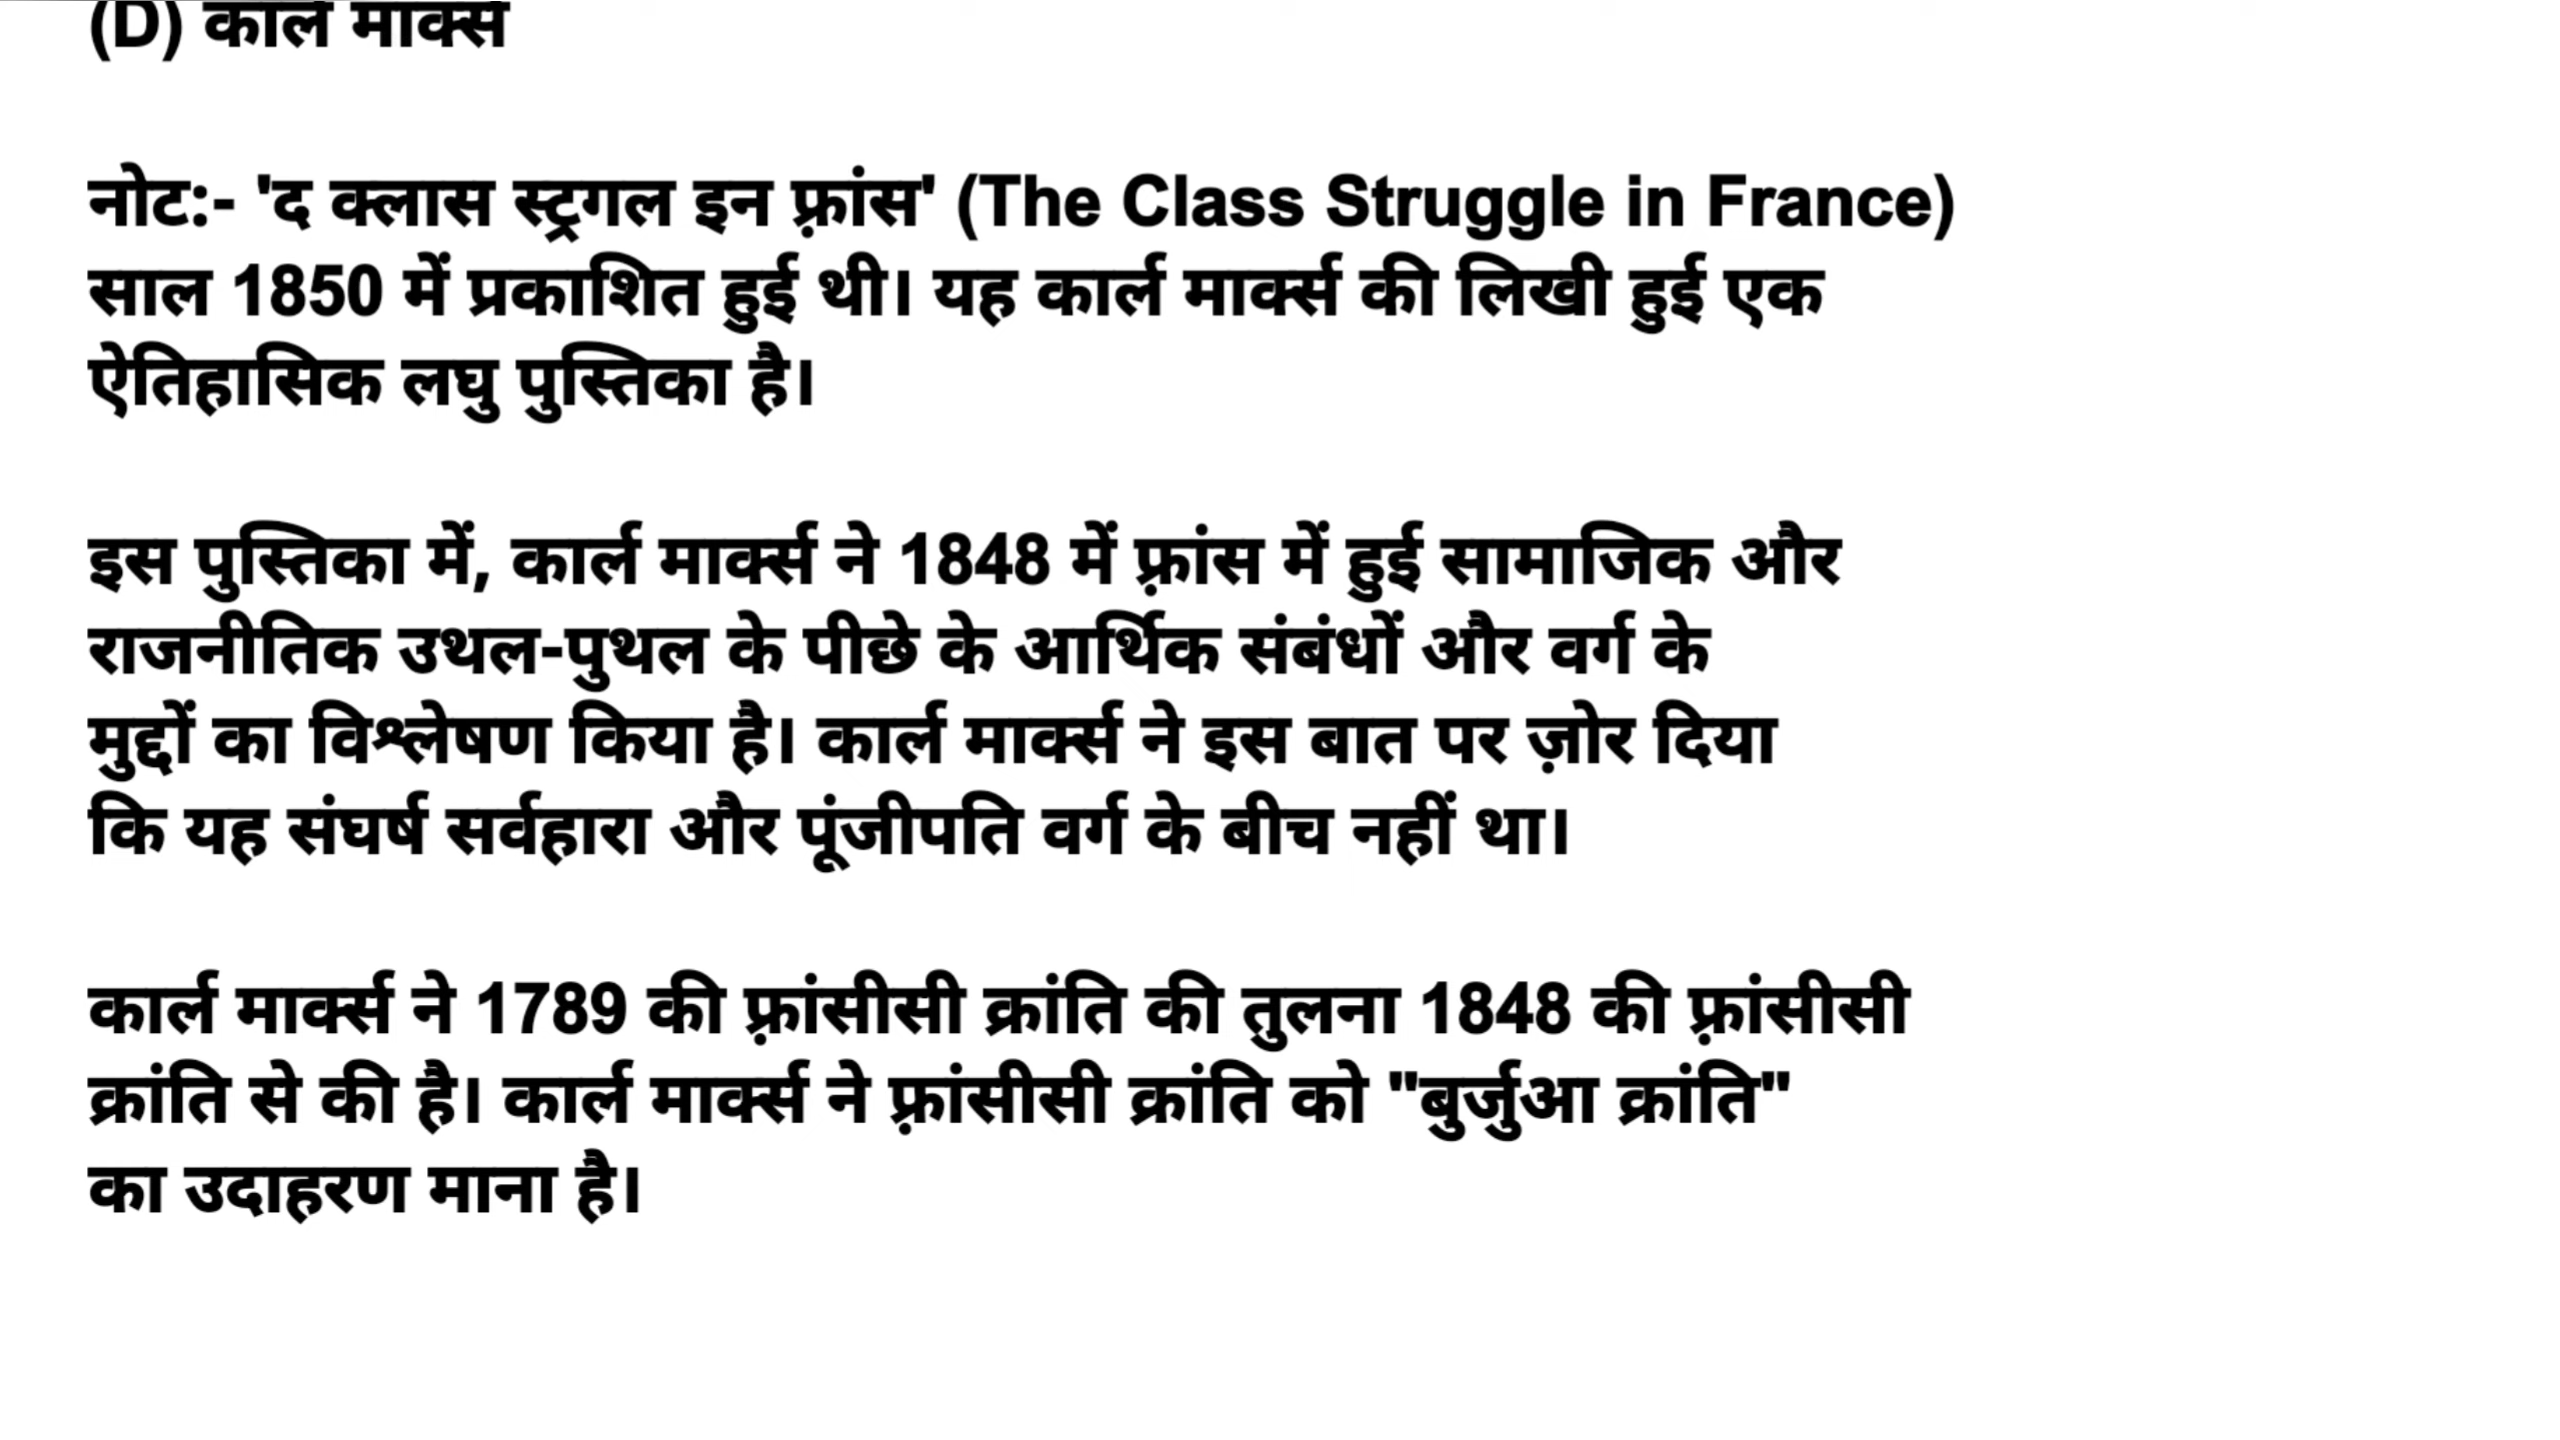 (D) कार्ल मार्क्स
नोट:- 'द क्लास स्ट्रगल इन फ़्रांस' (The Class Struggle in France)
साल 1850 में प्रकाशित हुई थी। यह कार्ल मार्क्स की लिखी हुई एक
ऐतिहासिक लघु पुस्तिका है।
इस पुस्तिका में, कार्ल मार्क्स ने 1848 में फ़्रांस में हुई सामाजिक और
राजनीतिक उथल-पुथल के पीछे के आर्थिक संबंधों और वर्ग के
मुद्दों का विश्लेषण किया है। कार्ल मार्क्स ने इस बात पर ज़ोर दिया
कि यह संघर्ष सर्वहारा और पूंजीपति वर्ग के बीच नहीं था।
कार्ल मार्क्स ने 1789 की फ़्रांसीसी क्रांति की तुलना 1848 की फ़्रांसीसी
क्रांति से की है। कार्ल मार्क्स ने फ़्रांसीसी क्रांति को "बुर्जुआ क्रांति"
का उदाहरण माना है।